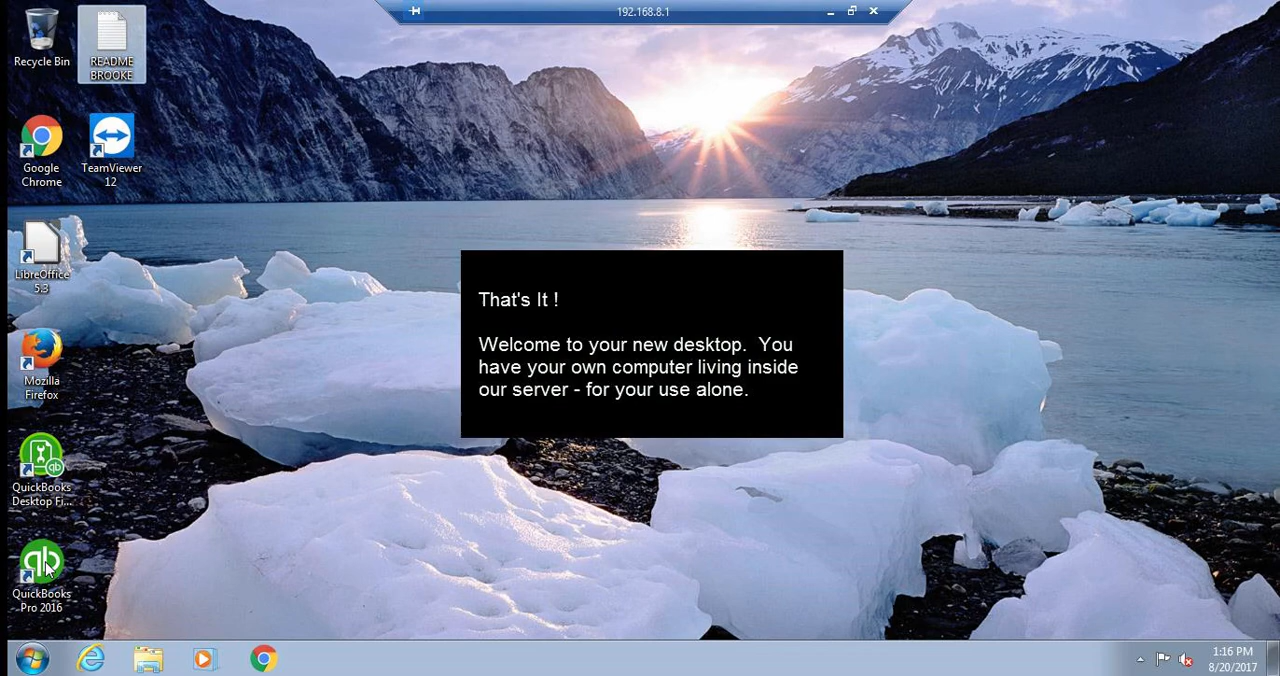 192.168.8.1
Recycle Bin
README
BROOKE
Google
Chrome
TeamViewer
12
LibreOffice
5.3
Mozilla
Firefox
QuickBooks
Desktop Fi...
QuickBooks
Pro 2016
That's It !
Welcome to your new desktop.  You
have your own computer living inside
our server - for your use alone.
1:16 PM
8/20/2017